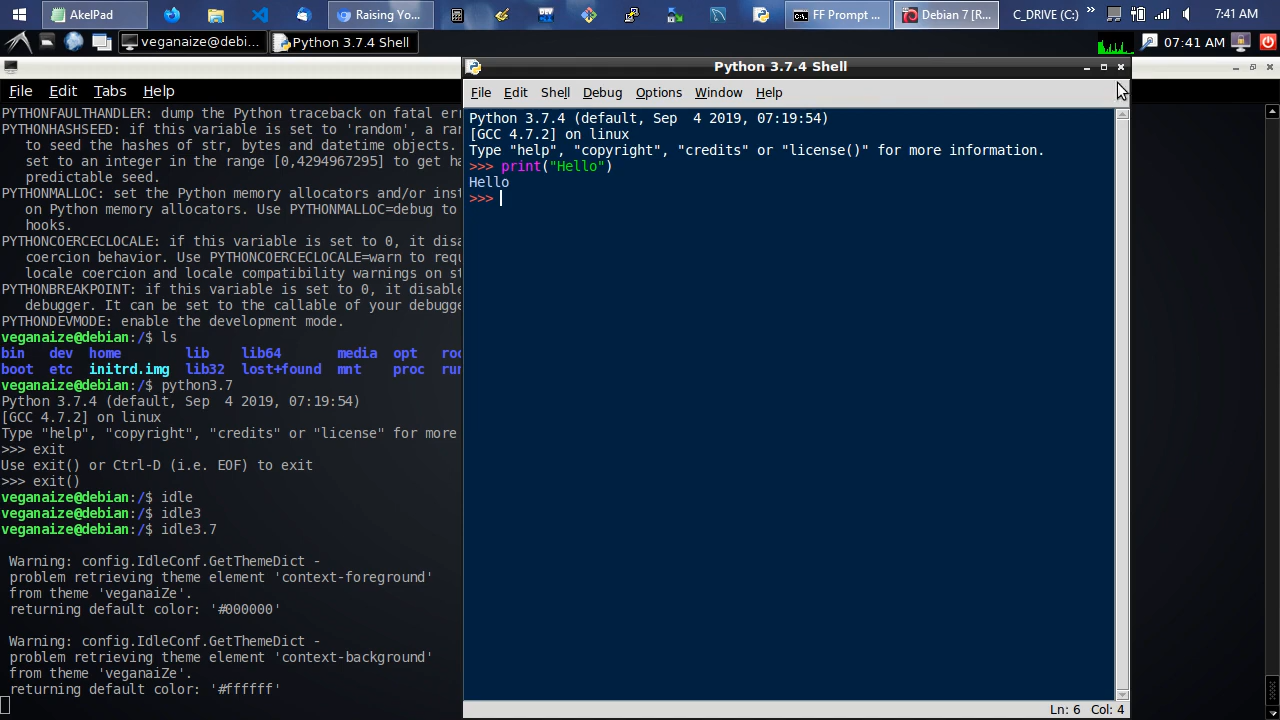 AkelPad
Raising Yo...
FF Prompt ...
Debian 7 [R...
C_DRIVE (C:)
7:41 AM
veganaize@debi...
Python 3.7.4 Shell
07:41 AM
Python 3.7.4 Shell
File Edit Tabs Help
PYTHONFAULTHANDLER: dump the Python traceback on fatal err
PYTHONHASHSEED: if this variable is set to 'random', a ran
to seed the hashes of str, bytes and datetime objects.
set to an integer in the range [0,4294967295] to get ha
predictable seed.
PYTHONMALLOC: set the Python memory allocators and/or inst
on Python memory allocators. Use PYTHONMALLOC=debug to
hooks.
PYTHONCOERCECLOCALE: if this variable is set to 0, it disa
coercion behavior. Use PYTHONCOERCECLOCALE=warn to requ
locale coercion and locale compatibility warnings on st
PYTHONBREAKPOINT: if this variable is set to 0, it disable
debugger. It can be set to the callable of your debugge
PYTHONDEVMODE: enable the development mode.
veganaize@debian:/$ ls
bin dev home lib lib64 media opt roo
boot etc initrd.img lib32 lost+found mnt proc run
veganaize@debian:/$ python3.7
Python 3.7.4 (default, Sep  4 2019, 07:19:54)
[GCC 4.7.2] on linux
Type "help", "copyright", "credits" or "license" for more
>>> exit
Use exit() or Ctrl-D (i.e. EOF) to exit
>>> exit()
veganaize@debian:/$ idle
veganaize@debian:/$ idle3
veganaize@debian:/$ idle3.7
Warning: config.IdleConf.GetThemeDict -
problem retrieving theme element 'context-foreground'
from theme 'veganaiZe'.
returning default color: '#000000'
Warning: config.IdleConf.GetThemeDict -
problem retrieving theme element 'context-background'
from theme 'veganaiZe'.
returning default color: '#ffffff'
File Edit Shell Debug Options Window Help
Python 3.7.4 (default, Sep  4 2019, 07:19:54)
[GCC 4.7.2] on linux
Type "help", "copyright", "credits" or "license()" for more information.
>>> print("Hello")
Hello
>>>
Ln: 6 Col: 4